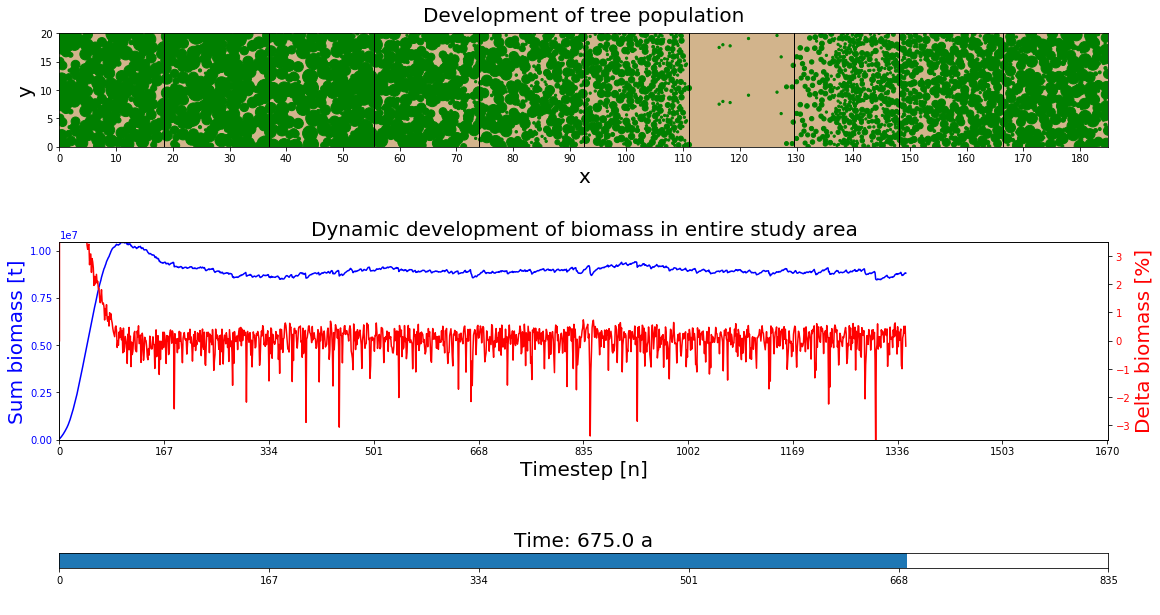 Development of tree population
20
15
10
5
0
y
0 10 20 30 40 50 60 70 80 90 100 110 120 130 140 150 160 170 180
x
Dynamic development of biomass in entire study area
1e7
1.00
0.75
0.50
0.25
0.00
Sum biomass [t]
3
2
1
0
−1
−2
−3
Delta biomass [%]
0 167 334 501 668 835 1002 1169 1336 1503 1670
Timestep [n]
Time: 675.0 a
0 167 334 501 668 835